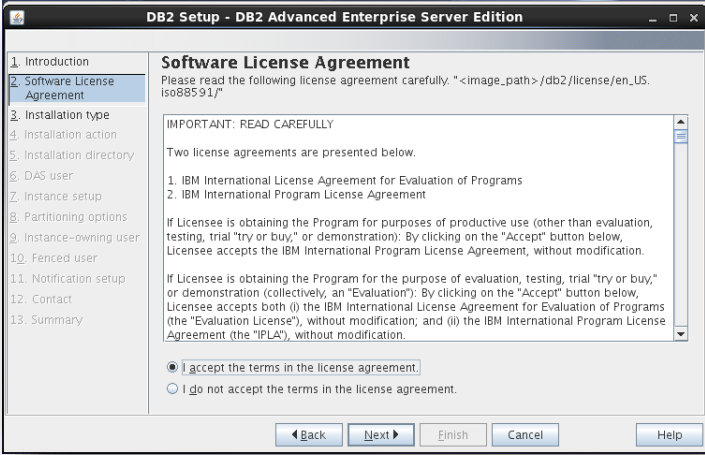 DB2 Setup - DB2 Advanced Enterprise Server Edition
1. Introduction
2. Software License
Agreement
3. Installation type
4. Installation action
5. Installation directory
6. DAS user
7. Instance setup
8. Partitioning options
9. Instance-owning user
10. Fenced user
11. Notification setup
12. Contact
13. Summary
Software License Agreement
Please read the following license agreement carefully. "<image_path>/db2/license/en_US.
iso88591/"
IMPORTANT: READ CAREFULLY
Two license agreements are presented below.
1. IBM International License Agreement for Evaluation of Programs
2. IBM International Program License Agreement
If Licensee is obtaining the Program for purposes of productive use (other than evaluation,
testing, trial "try or buy," or demonstration): By clicking on the "Accept" button below,
Licensee accepts the IBM International Program License Agreement, without modification.
If Licensee is obtaining the Program for the purpose of evaluation, testing, trial "try or buy,"
or demonstration (collectively, an "Evaluation"): By clicking on the "Accept" button below,
Licensee accepts both (i) the IBM International License Agreement for Evaluation of Programs
(the "Evaluation License"), without modification; and (ii) the IBM International Program License
Agreement (the "IPLA"), without modification.
I accept the terms in the license agreement.
I do not accept the terms in the license agreement.
Back Next Finish Cancel Help